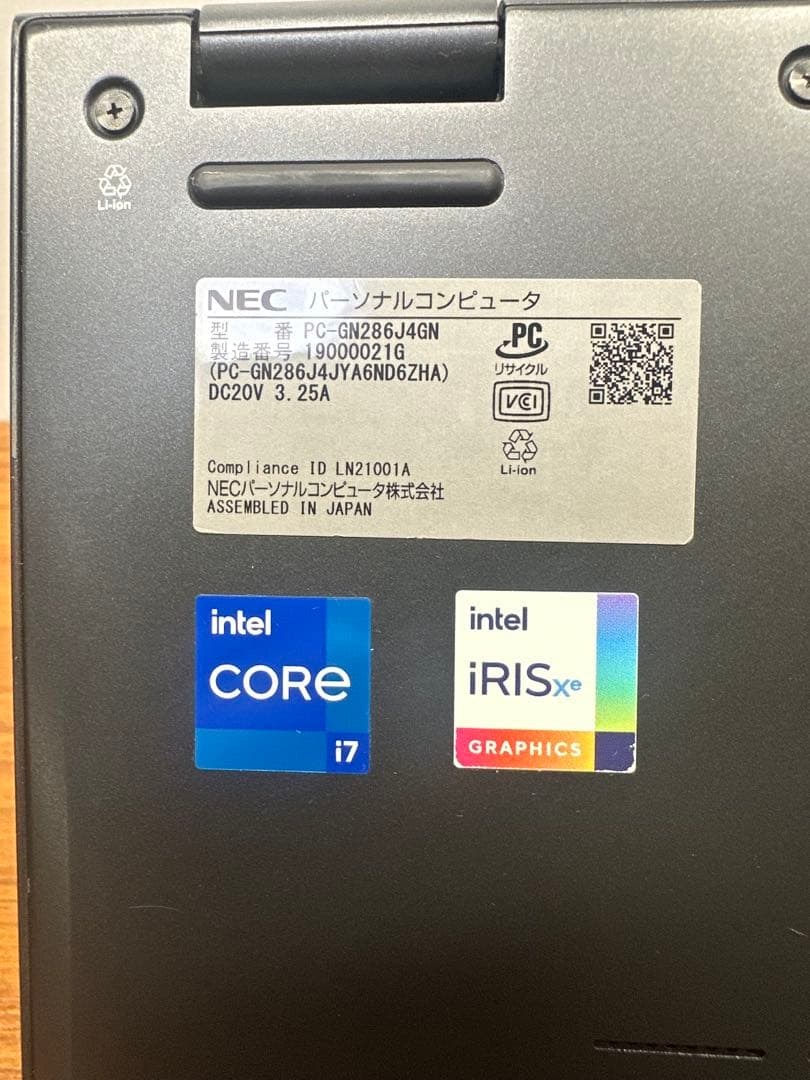 Li-ion
NEC パーソナルコンピュータ
型 番 PC-GN286J4GN
製造番号 19000021G
(PC-GN286J4JYA6ND6ZHA)
DC20V 3.25A
PC
リサイクル
VCCI
Li-ion
Compliance ID LN21001A
NECパーソナルコンピュータ株式会社
ASSEMBLED IN JAPAN
intel
CORe
i7
intel
iRISxe
GRAPHICS